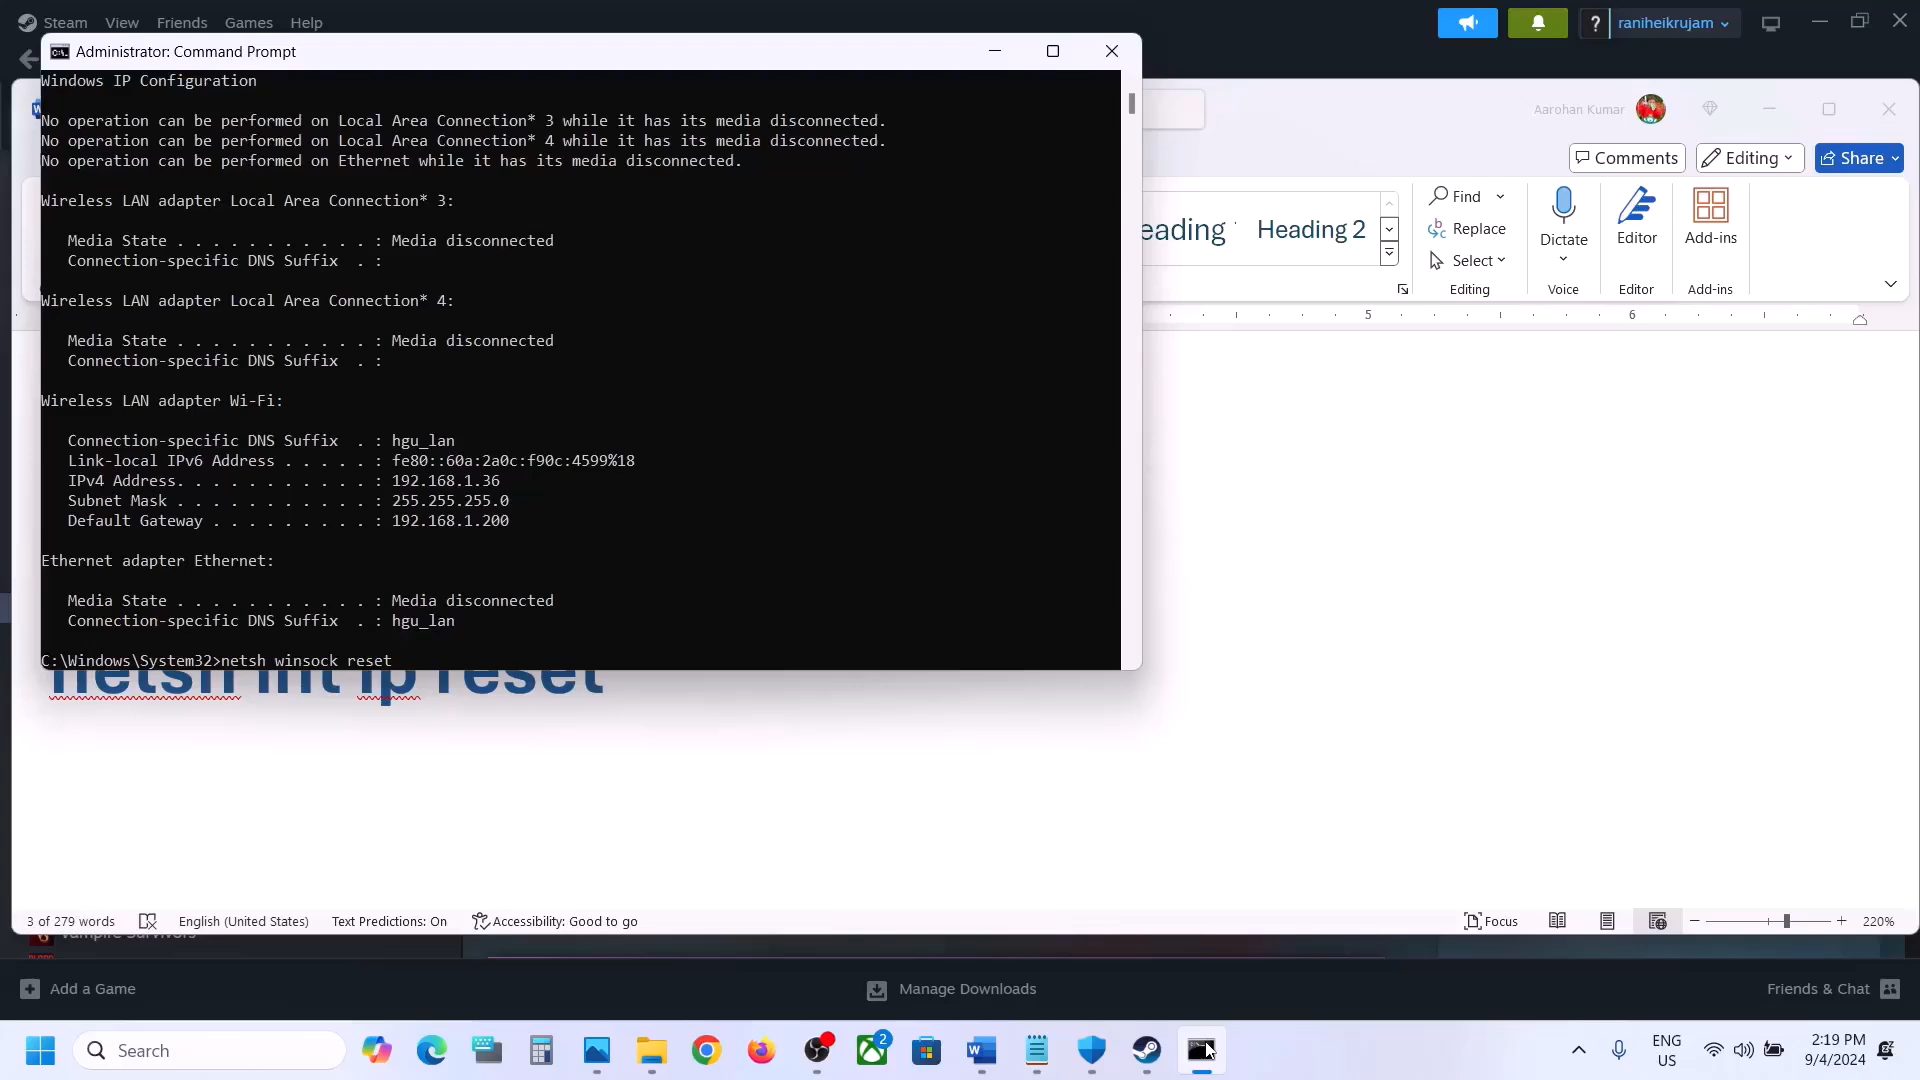 Steam View Friends Games Help
raniheikrujam
Administrator: Command Prompt
Windows IP Configuration
No operation can be performed on Local Area Connection* 3 while it has its media disconnected.
No operation can be performed on Local Area Connection* 4 while it has its media disconnected.
No operation can be performed on Ethernet while it has its media disconnected.
Wireless LAN adapter Local Area Connection* 3:
Media State . . . . . . . . . . . : Media disconnected
Connection-specific DNS Suffix . :
Wireless LAN adapter Local Area Connection* 4:
Media State . . . . . . . . . . . : Media disconnected
Connection-specific DNS Suffix . :
Wireless LAN adapter Wi-Fi:
Connection-specific DNS Suffix . : hgu_lan
Link-local IPv6 Address . . . . . : fe80::60a:2a0c:f90c:4599%18
IPv4 Address. . . . . . . . . . . : 192.168.1.36
Subnet Mask . . . . . . . . . . . : 255.255.255.0
Default Gateway . . . . . . . . . : 192.168.1.200
Ethernet adapter Ethernet:
Media State . . . . . . . . . . . : Media disconnected
Connection-specific DNS Suffix . : hgu_lan
C:\Windows\System32>netsh winsock reset
Aarohan Kumar
Comments Editing Share
eading Heading 2
Find
Replace
Select
Editing
Dictate
Voice
Editor
Editor
Add-ins
Add-ins
5 6
netsh int ip reset
3 of 279 words English (United States) Text Predictions: On Accessibility: Good to go
Focus 220%
Vampire Survivors
Add a Game Manage Downloads Friends & Chat
Search
2
ENG
US
2:19 PM
9/4/2024